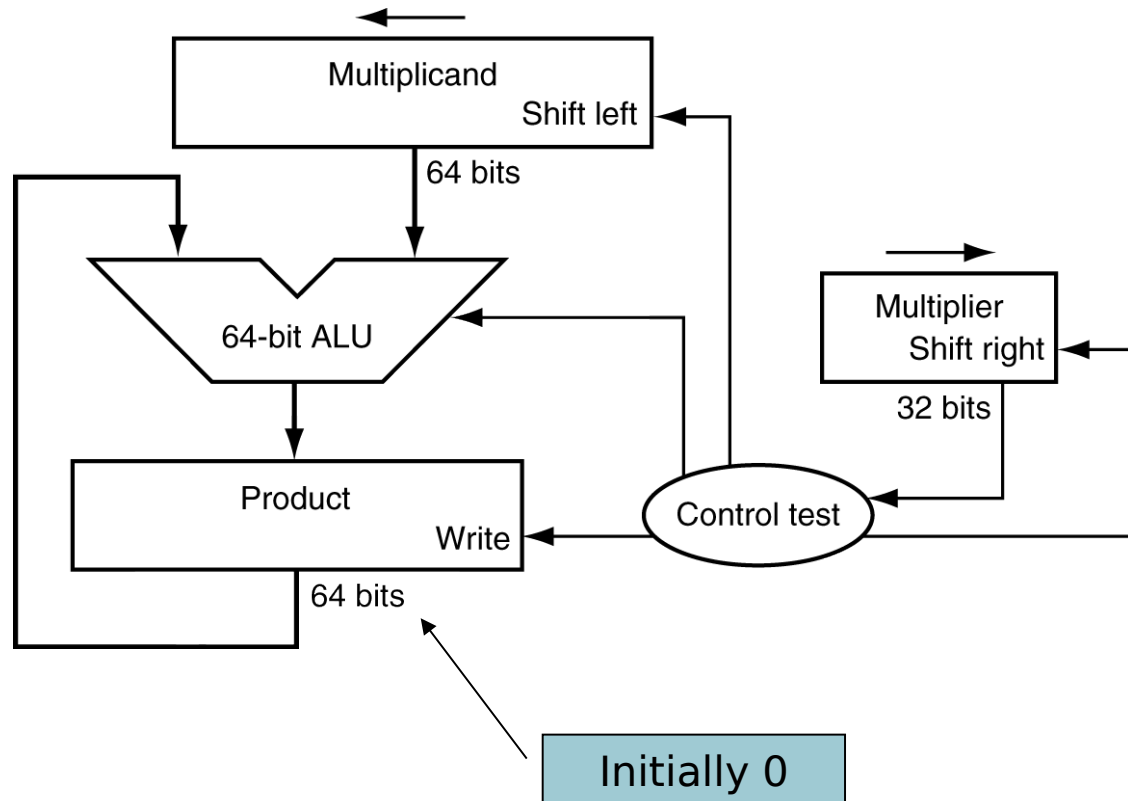 Multiplicand
Shift left
64 bits
64-bit ALU
Multiplier
Shift right
32 bits
Product
Write
Control test
64 bits
Initially 0